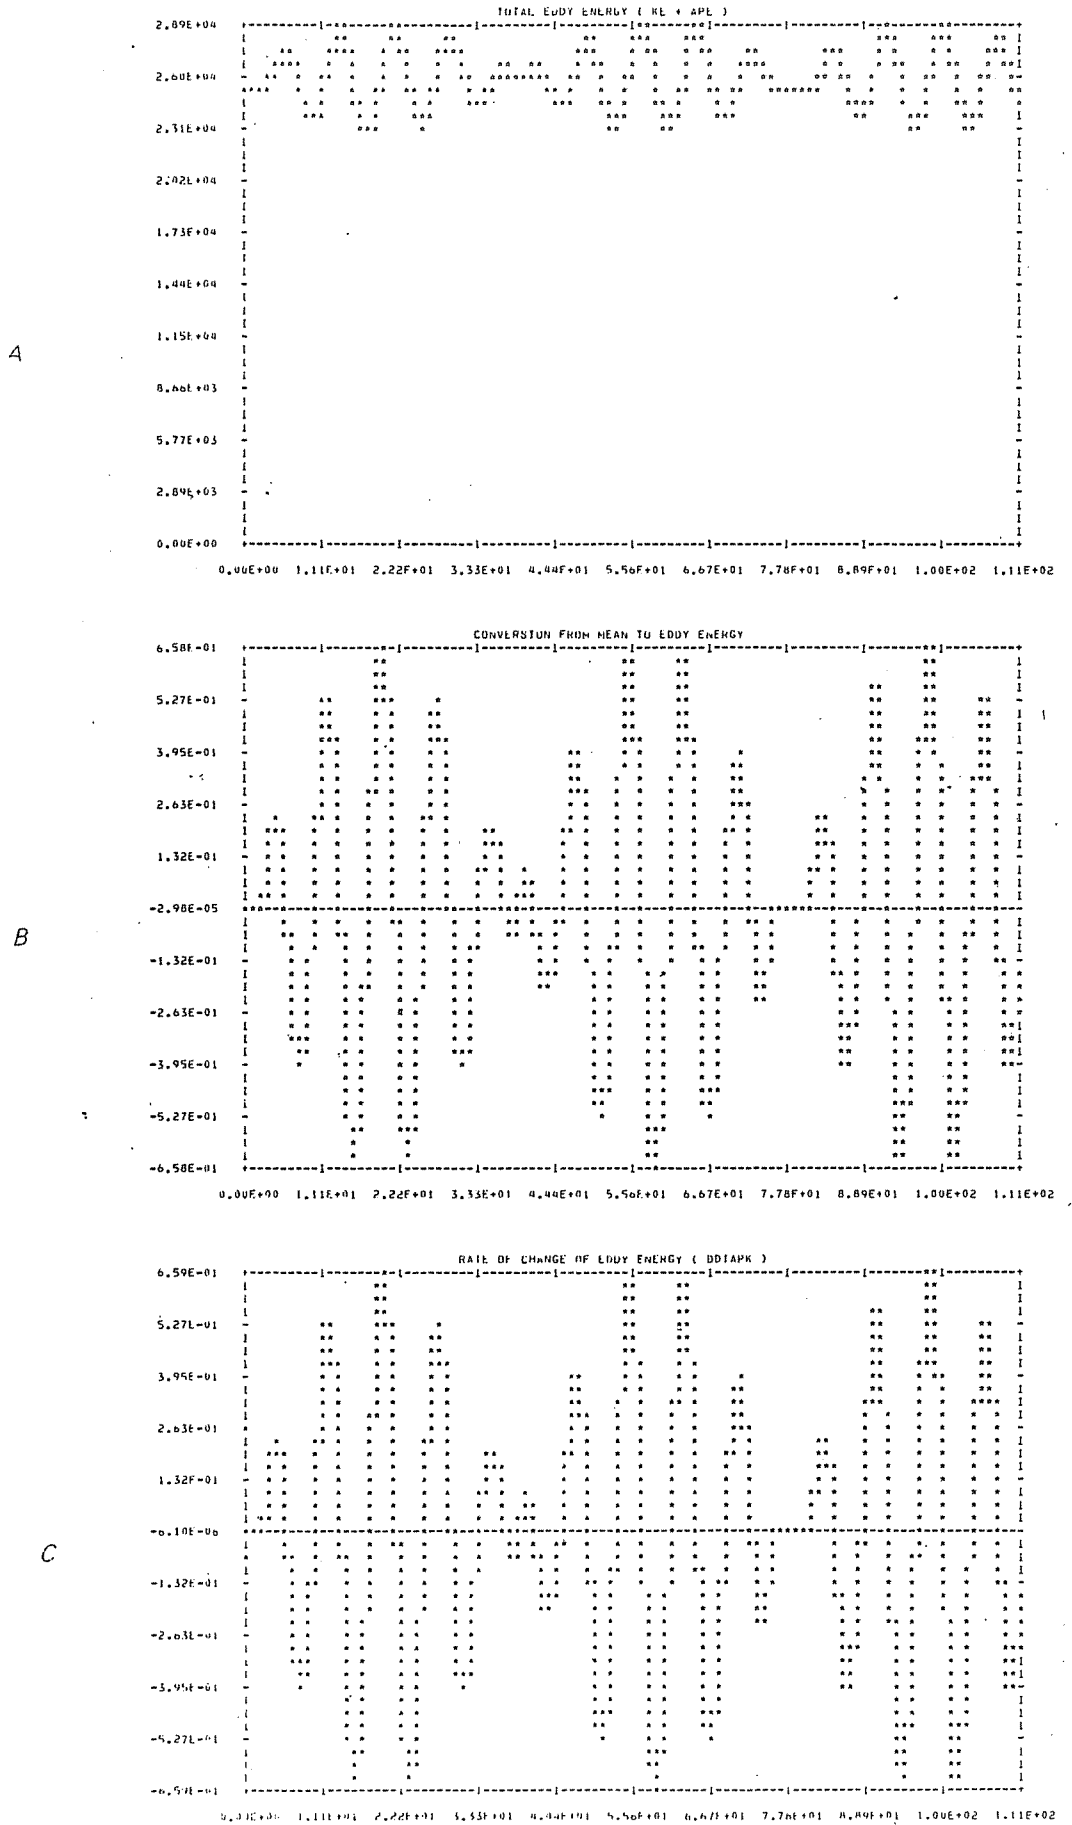 TOTAL EDDY ENERGY ( KE + APE )
2.89E+04
2.60E+04
2.31E+04
2.02E+04
1.73E+04
1.44E+04
1.15E+04
A
8.66E+03
5.77E+03
2.89E+03
0.00E+00
0.00E+00 1.11E+01 2.22E+01 3.33E+01 4.44E+01 5.56E+01 6.67E+01 7.78E+01 8.89E+01 1.00E+02 1.11E+02
CONVERSION FROM MEAN TO EDDY ENERGY
6.58E-01
5.27E-01
3.95E-01
2.63E-01
1.32E-01
-2.98E-05
B
-1.32E-01
-2.63E-01
-3.95E-01
-5.27E-01
-6.58E-01
0.00E+00 1.11E+01 2.22E+01 3.33E+01 4.44E+01 5.56E+01 6.67E+01 7.78E+01 8.89E+01 1.00E+02 1.11E+02
RATE OF CHANGE OF EDDY ENERGY ( DDTAPK )
6.59E-01
5.27E-01
3.95E-01
2.63E-01
1.32E-01
-6.10E-06
C
-1.32E-01
-2.63E-01
-3.95E-01
-5.27E-01
-6.59E-01
0.00E+00 1.11E+01 2.22E+01 3.33E+01 4.44E+01 5.56E+01 6.67E+01 7.78E+01 8.89E+01 1.00E+02 1.11E+02